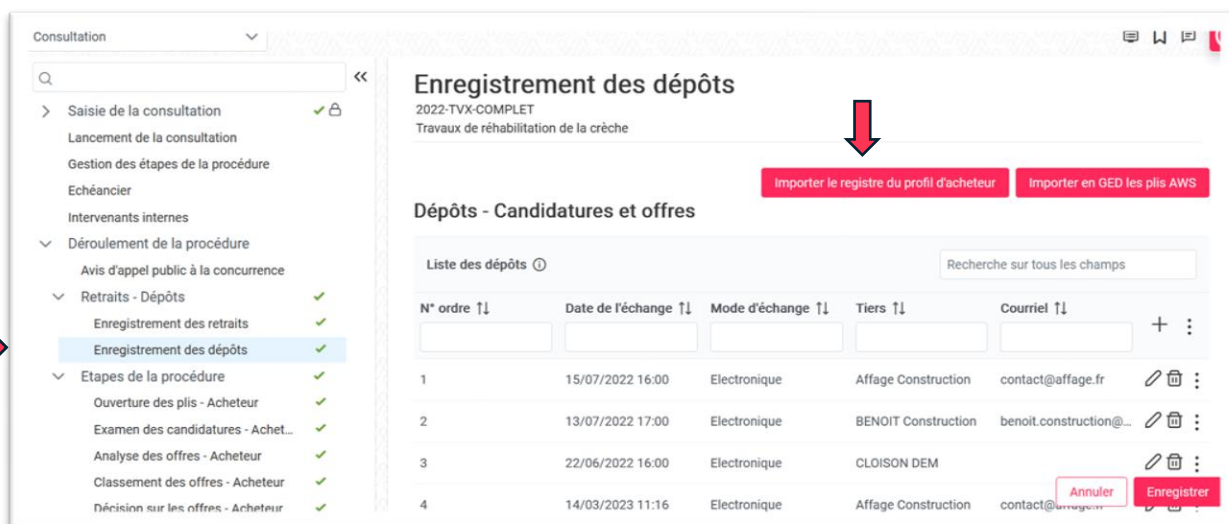 Consultation
Saisie de la consultation
Lancement de la consultation
Gestion des étapes de la procédure
Echéancier
Intervenants internes
Déroulement de la procédure
Avis d'appel public à la concurrence
Retraits - Dépôts
Enregistrement des retraits
Enregistrement des dépôts
Etapes de la procédure
Ouverture des plis - Acheteur
Examen des candidatures - Achet...
Analyse des offres - Acheteur
Classement des offres - Acheteur
Décision sur les offres - Acheteur
Enregistrement des dépôts
2022-TVX-COMPLET
Travaux de réhabilitation de la crèche
Importer le registre du profil d'acheteur Importer en GED les plis AWS
Dépôts - Candidatures et offres
Liste des dépôts Recherche sur tous les champs
N° ordre Date de l'échange Mode d'échange Tiers Courriel
1 15/07/2022 16:00 Electronique Affage Construction contact@affage.fr
2 13/07/2022 17:00 Electronique BENOIT Construction benoit.construction@...
3 22/06/2022 16:00 Electronique CLOISON DEM
4 14/03/2023 11:16 Electronique Affage Construction
Annuler Enregistrer